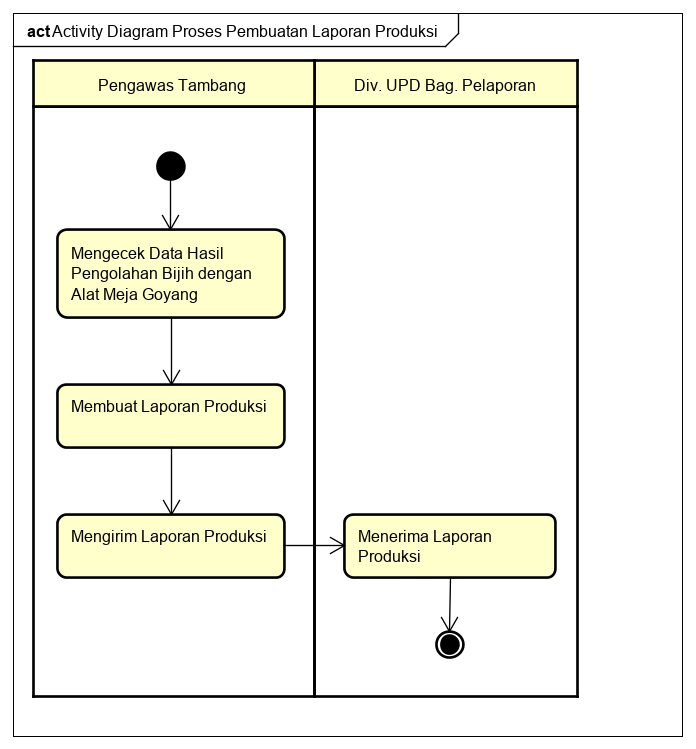 act Activity Diagram Proses Pembuatan Laporan Produksi
Pengawas Tambang
Div. UPD Bag. Pelaporan
Mengecek Data Hasil
Pengolahan Bijih dengan
Alat Meja Goyang
Membuat Laporan Produksi
Mengirim Laporan Produksi
Menerima Laporan
Produksi